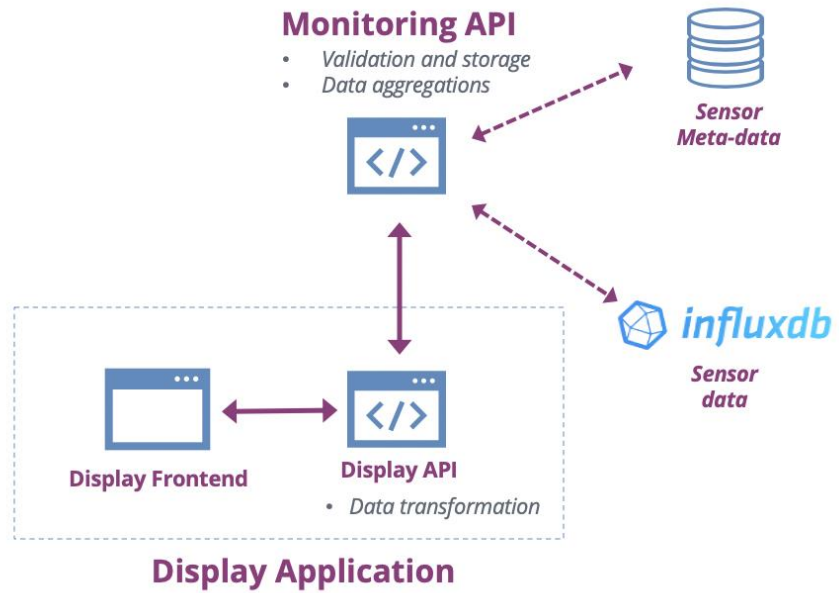 Monitoring API
• Validation and storage
• Data aggregations
</>
Sensor
Meta-data
influxdb
Sensor
data
</>
Display Frontend
Display API
• Data transformation
Display Application